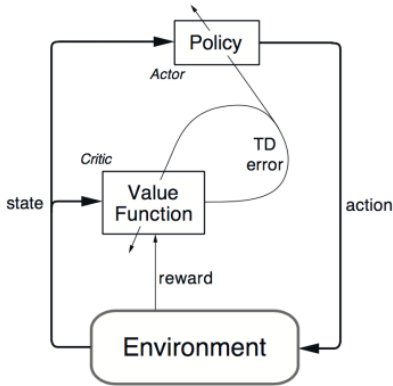 Policy
Actor
TD
error
Critic
Value
Function
state
action
reward
Environment